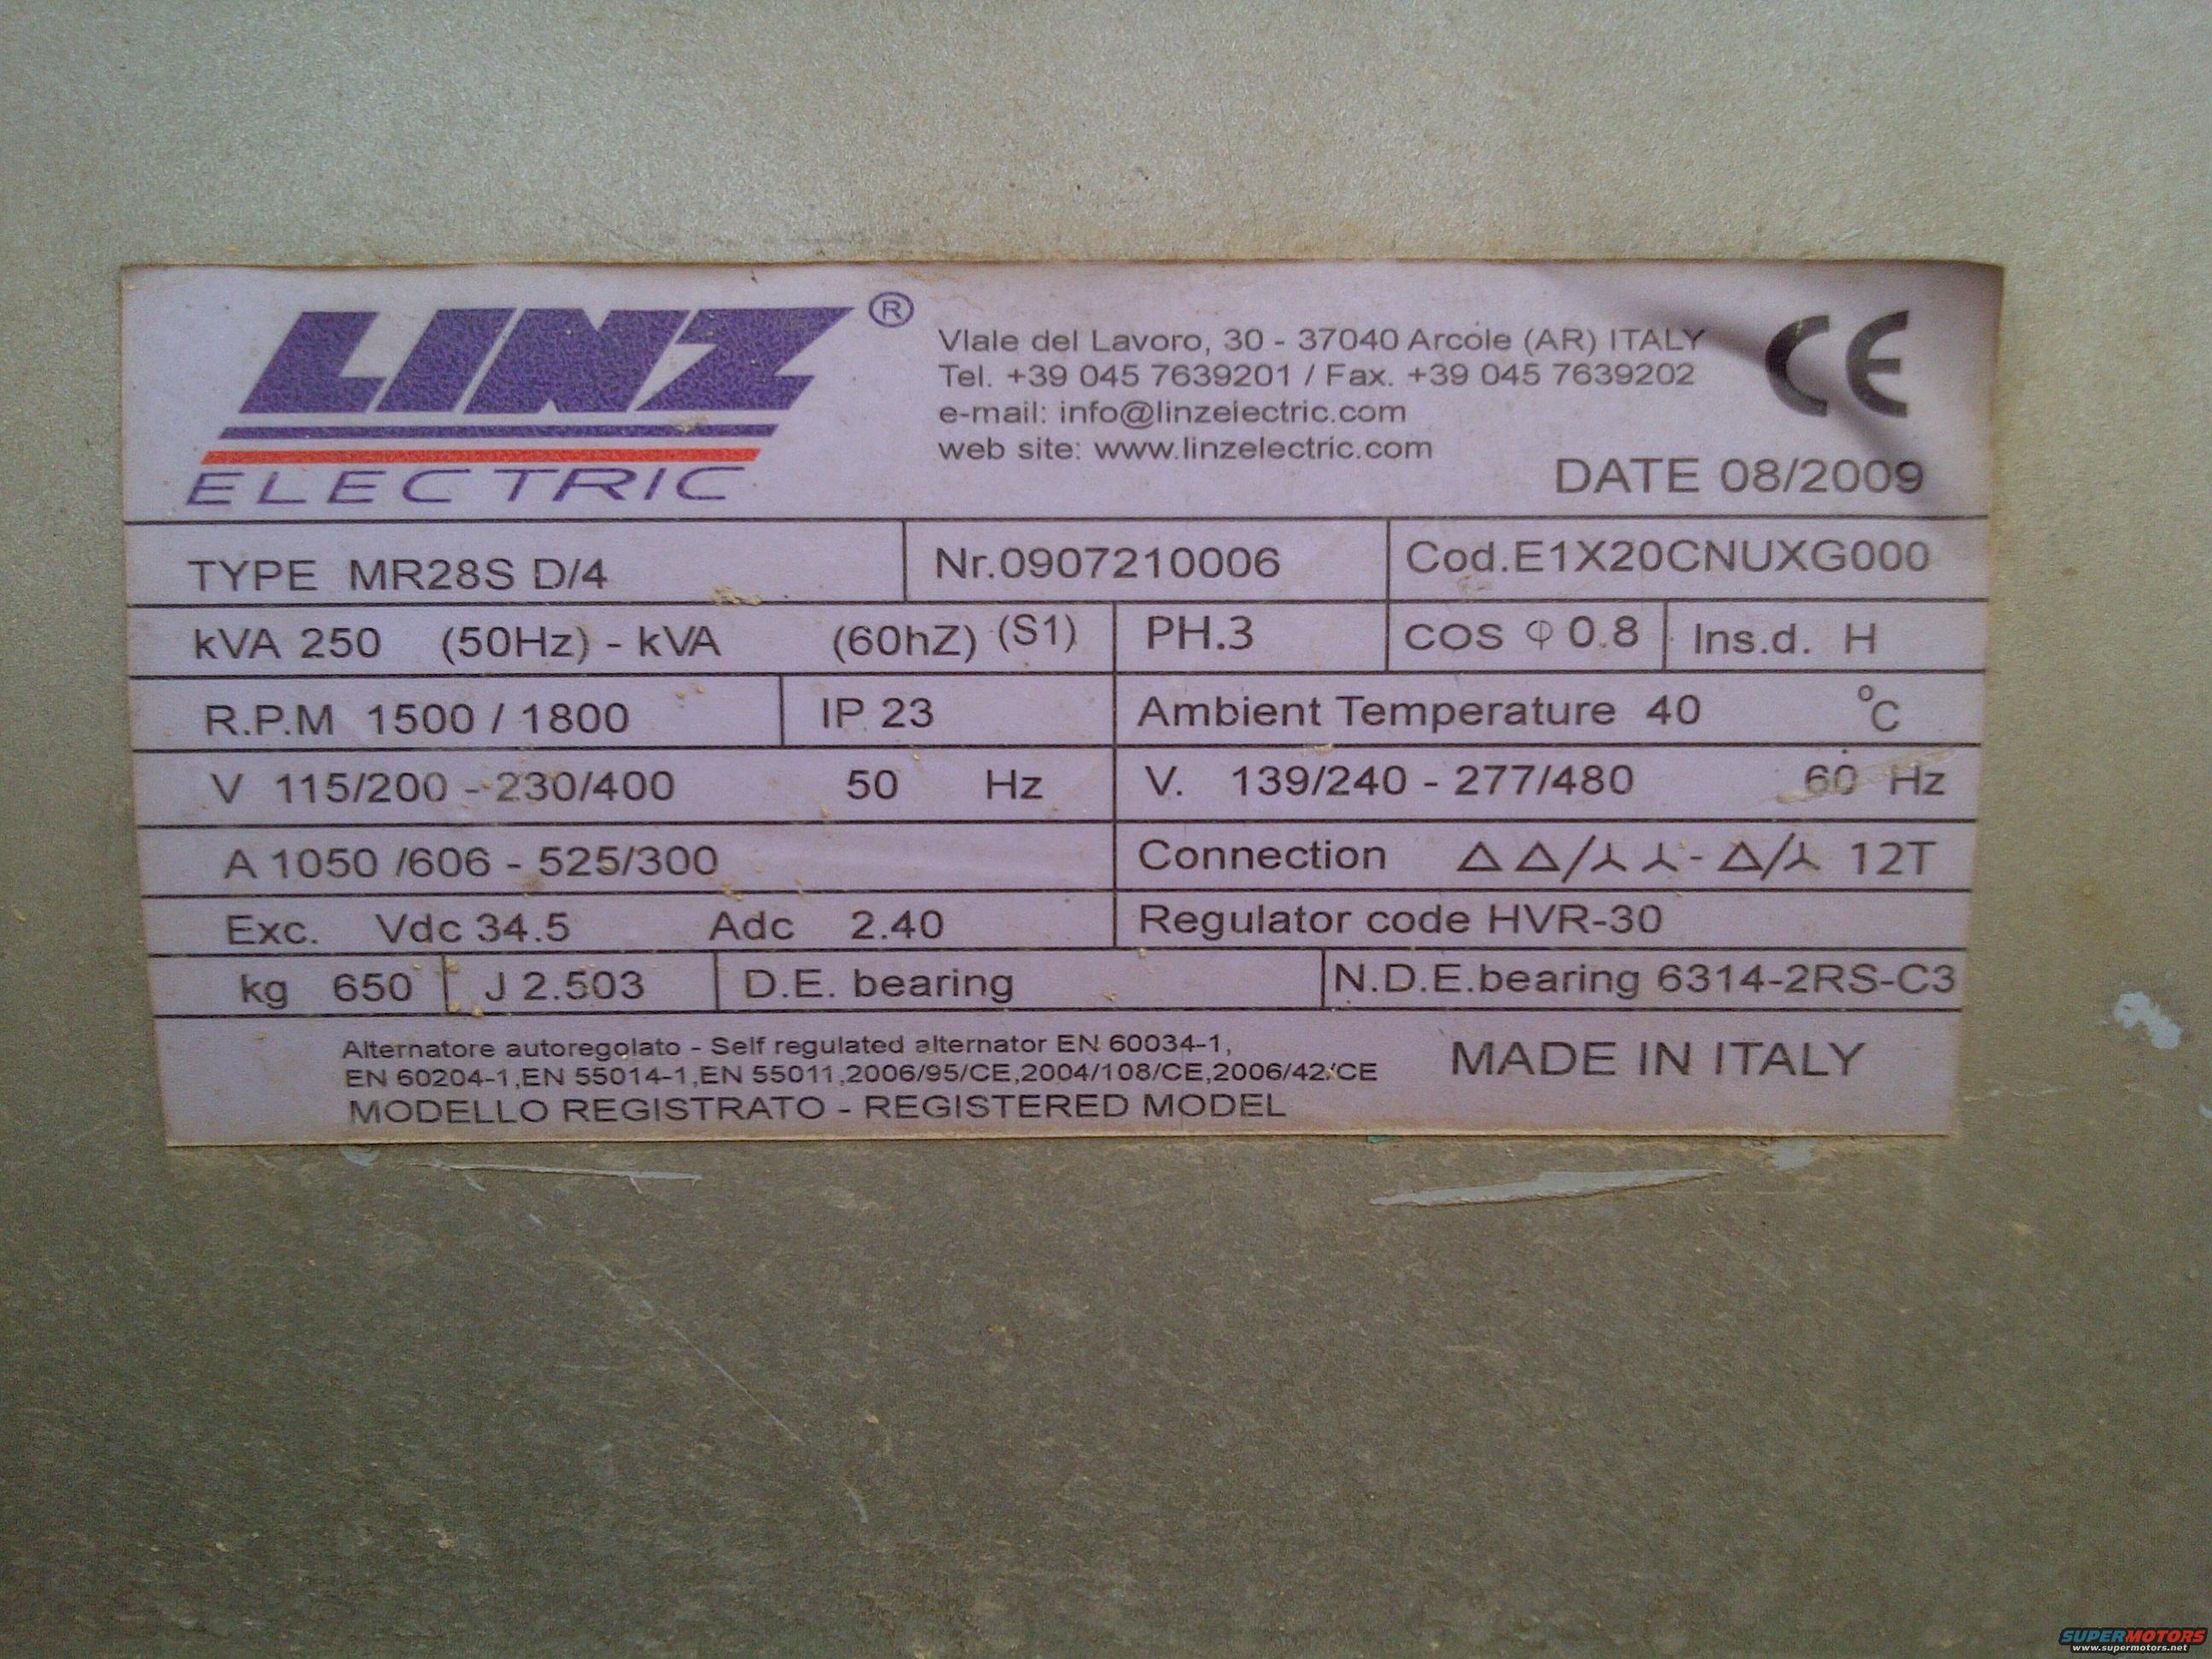 LINZ ®
ELECTRIC
VIale del Lavoro, 30 - 37040 Arcole (AR) ITALY
Tel. +39 045 7639201 / Fax. +39 045 7639202
e-mail: info@linzelectric.com
web site: www.linzelectric.com
CE
DATE 08/2009
TYPE MR28S D/4 Nr.0907210006 Cod.E1X20CNUXG000
kVA 250 (50Hz) - kVA (60hZ) (S1) PH.3 COS φ 0.8 Ins.d. H
R.P.M 1500 / 1800 IP 23 Ambient Temperature 40 °C
V 115/200 - 230/400 50 Hz V. 139/240 - 277/480 60 Hz
A 1050 /606 - 525/300 Connection △△/⅄⅄-△/⅄ 12T
Exc. Vdc 34.5 Adc 2.40 Regulator code HVR-30
kg 650 J 2.503 D.E. bearing N.D.E.bearing 6314-2RS-C3
Alternatore autoregolato - Self regulated alternator EN 60034-1,
EN 60204-1,EN 55014-1,EN 55011,2006/95/CE,2004/108/CE,2006/42/CE
MODELLO REGISTRATO - REGISTERED MODEL
MADE IN ITALY
SUPERMOTORS
www.supermotors.net